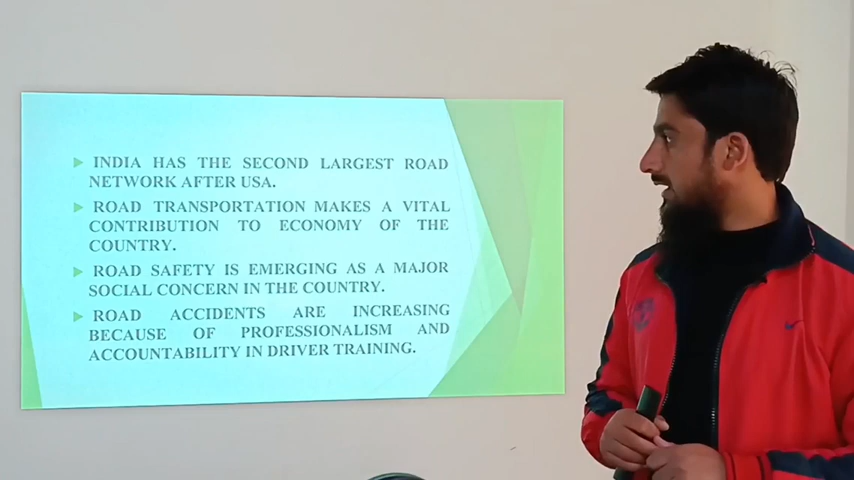 INDIA HAS THE SECOND LARGEST ROAD
NETWORK AFTER USA.
ROAD TRANSPORTATION MAKES A VITAL
CONTRIBUTION TO ECONOMY OF THE
COUNTRY.
ROAD SAFETY IS EMERGING AS A MAJOR
SOCIAL CONCERN IN THE COUNTRY.
ROAD ACCIDENTS ARE INCREASING
BECAUSE OF PROFESSIONALISM AND
ACCOUNTABILITY IN DRIVER TRAINING.